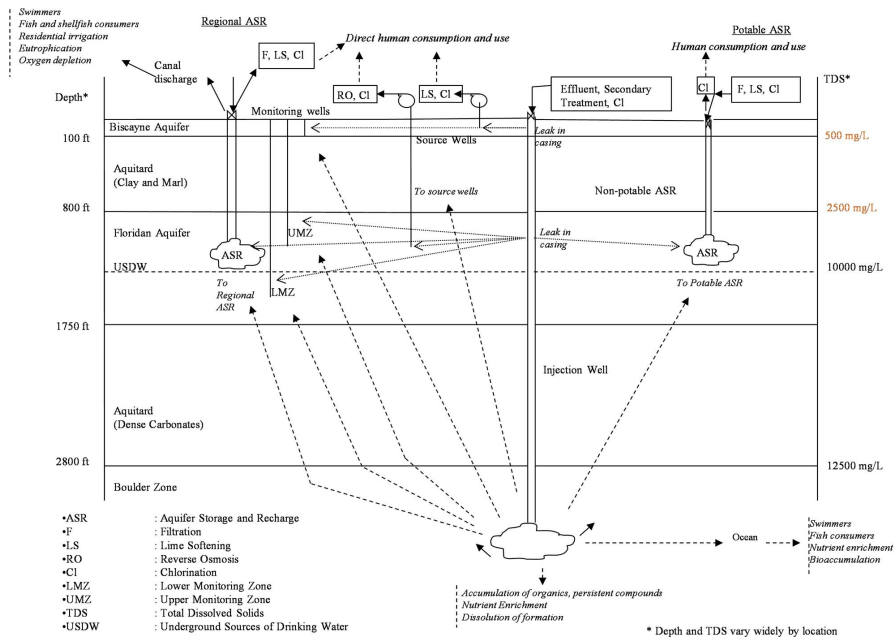 Swimmers
Fish and shellfish consumers
Residential irrigation
Eutrophication
Oxygen depletion
Regional ASR
Canal
discharge
F, LS, Cl
Direct human consumption and use
Potable ASR
Human consumption and use
Depth*
TDS*
RO, Cl
LS, Cl
Effluent, Secondary
Treatment, Cl
Cl
F, LS, Cl
Monitoring wells
Biscayne Aquifer
100 ft
Source Wells
Leak in
casing
500 mg/L
Aquitard
(Clay and Marl)
To source wells
Non-potable ASR
800 ft
2500 mg/L
Floridan Aquifer
UMZ
Leak in
casing
ASR
ASR
USDW
10000 mg/L
To
Regional
ASR
LMZ
To Potable ASR
1750 ft
Injection Well
Aquitard
(Dense Carbonates)
2800 ft
12500 mg/L
Boulder Zone
•ASR : Aquifer Storage and Recharge
•F : Filtration
•LS : Lime Softening
•RO : Reverse Osmosis
•Cl : Chlorination
•LMZ : Lower Monitoring Zone
•UMZ : Upper Monitoring Zone
•TDS : Total Dissolved Solids
•USDW : Underground Sources of Drinking Water
Ocean
Swimmers
Fish consumers
Nutrient enrichment
Bioaccumulation
Accumulation of organics, persistent compounds
Nutrient Enrichment
Dissolution of formation
* Depth and TDS vary widely by location